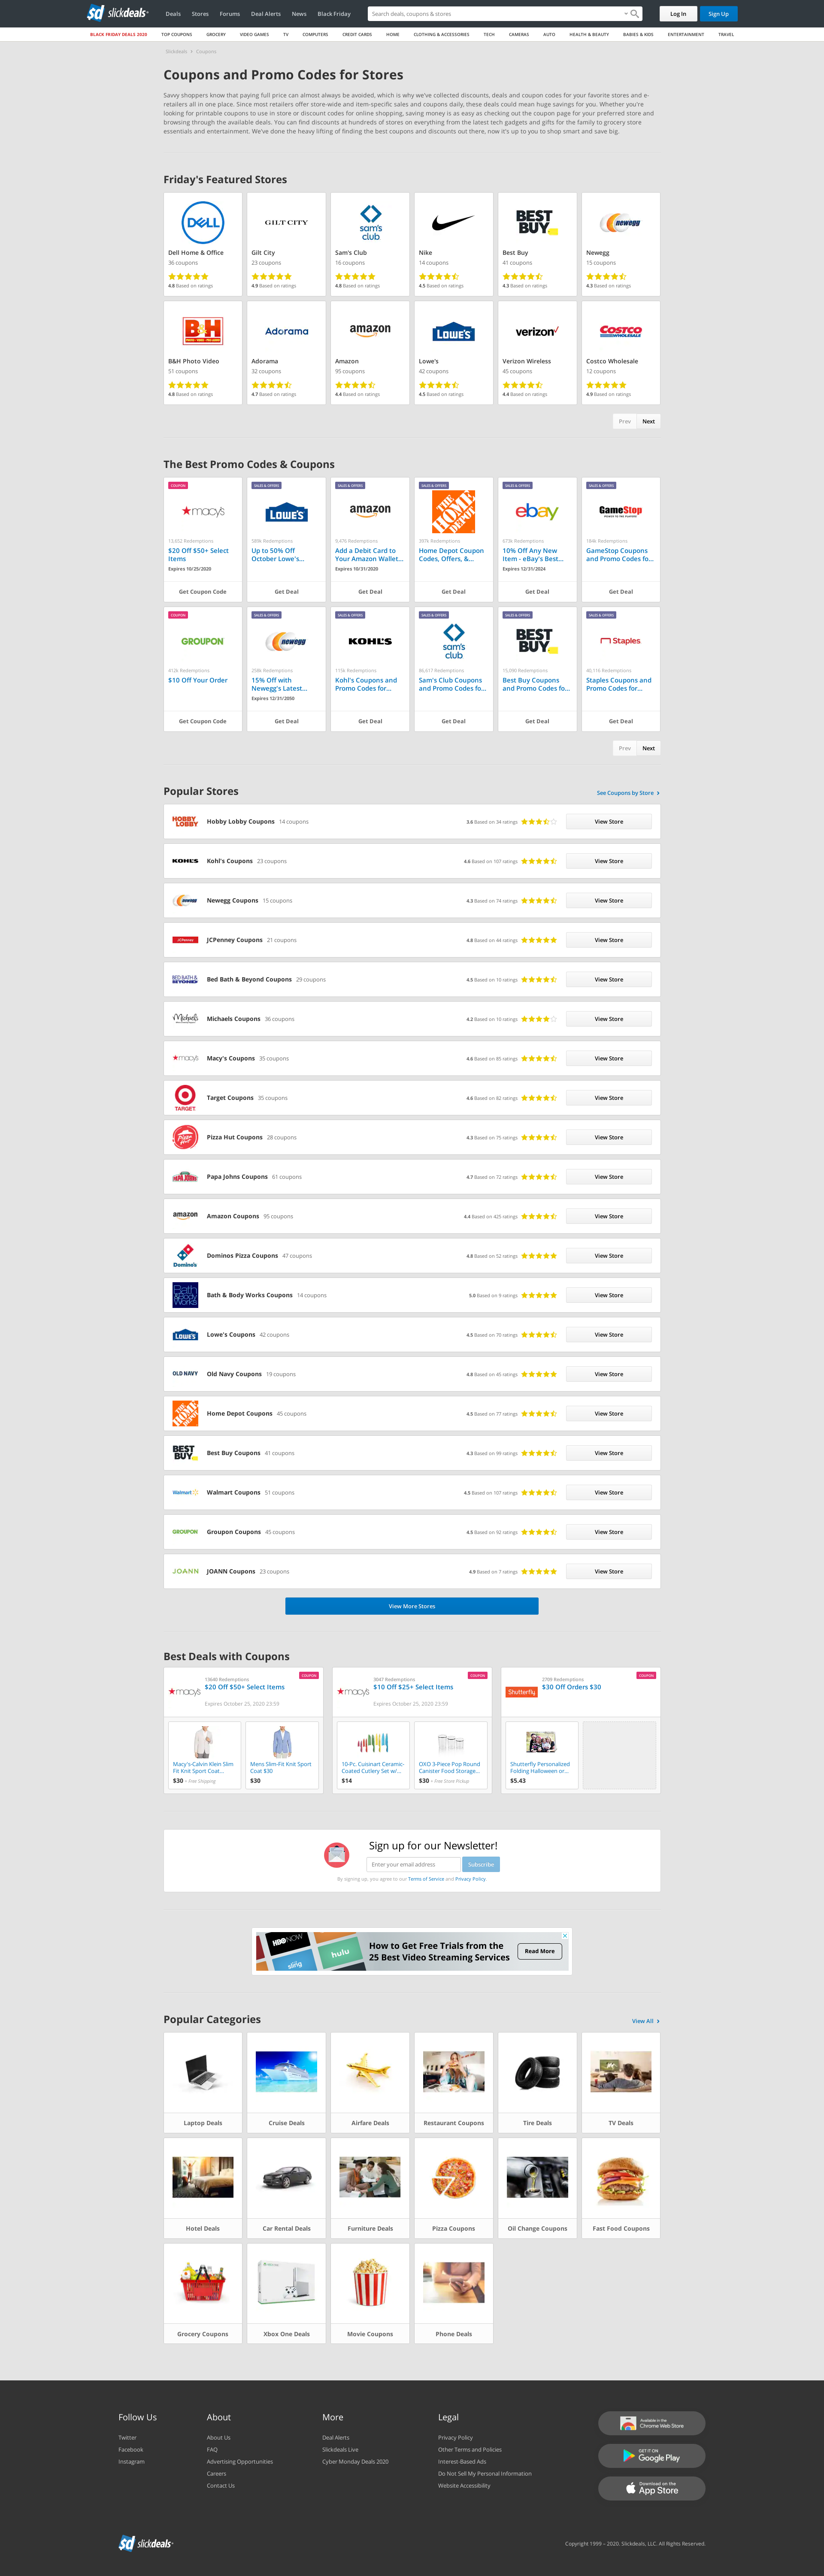 slickdeals
Deals Stores Forums Deal Alerts News Black Friday
Search deals, coupons & stores
Log In Sign Up
BLACK FRIDAY DEALS 2020 TOP COUPONS GROCERY VIDEO GAMES TV COMPUTERS CREDIT CARDS HOME CLOTHING & ACCESSORIES TECH CAMERAS AUTO HEALTH & BEAUTY BABIES & KIDS ENTERTAINMENT TRAVEL
Slickdeals > Coupons
Coupons and Promo Codes for Stores
Savvy shoppers know that paying full price can almost always be avoided, which is why we've collected discounts, deals and coupon codes for your favorite stores and e-
retailers all in one place. Since most retailers offer store-wide and item-specific sales and coupons daily, these deals could mean huge savings for you. Whether you're
looking for printable coupons to use in store or discount codes for online shopping, saving money is as easy as checking out the coupon page for your preferred store and
browsing through the available deals. You can find discounts at hundreds of stores on everything from the latest tech gadgets and gifts for the family to grocery store
essentials and entertainment. We've done the heavy lifting of finding the best coupons and discounts out there, now it's up to you to shop smart and save big.
Friday's Featured Stores
DELL GILT CITY sam's club BEST BUY newegg
Dell Home & Office Gilt City Sam's Club Nike Best Buy Newegg
36 coupons 23 coupons 16 coupons 14 coupons 41 coupons 15 coupons
4.8 Based on ratings 4.9 Based on ratings 4.8 Based on ratings 4.5 Based on ratings 4.3 Based on ratings 4.3 Based on ratings
B&H Adorama amazon LOWE'S verizon COSTCO WHOLESALE
B&H Photo Video Adorama Amazon Lowe's Verizon Wireless Costco Wholesale
51 coupons 32 coupons 95 coupons 42 coupons 45 coupons 12 coupons
4.8 Based on ratings 4.7 Based on ratings 4.4 Based on ratings 4.5 Based on ratings 4.4 Based on ratings 4.9 Based on ratings
Prev Next
The Best Promo Codes & Coupons
COUPON SALES & OFFERS SALES & OFFERS SALES & OFFERS SALES & OFFERS SALES & OFFERS
macy's LOWE'S amazon THE HOME DEPOT ebay GameStop POWER TO THE PLAYERS
13,652 Redemptions 589k Redemptions 9,476 Redemptions 397k Redemptions 673k Redemptions 184k Redemptions
$20 Off $50+ Select Up to 50% Off Add a Debit Card to Home Depot Coupon 10% Off Any New GameStop Coupons
Items October Lowe's... Your Amazon Wallet... Codes, Offers, &... Item - eBay's Best... and Promo Codes fo...
Expires 10/25/2020 Expires 10/31/2020 Expires 12/31/2024
Get Coupon Code Get Deal Get Deal Get Deal Get Deal Get Deal
COUPON SALES & OFFERS SALES & OFFERS SALES & OFFERS SALES & OFFERS SALES & OFFERS
GROUPON newegg KOHL'S sam's club BEST BUY Staples
412k Redemptions 258k Redemptions 115k Redemptions 86,617 Redemptions 15,090 Redemptions 40,116 Redemptions
$10 Off Your Order 15% Off with Kohl's Coupons and Sam's Club Coupons Best Buy Coupons Staples Coupons and
Newegg's Latest... Promo Codes for... and Promo Codes fo... and Promo Codes fo... Promo Codes for...
Expires 12/31/2050
Get Coupon Code Get Deal Get Deal Get Deal Get Deal Get Deal
Prev Next
Popular Stores See Coupons by Store >
HOBBY LOBBY Hobby Lobby Coupons 14 coupons 3.6 Based on 34 ratings View Store
KOHL'S Kohl's Coupons 23 coupons 4.6 Based on 107 ratings View Store
newegg Newegg Coupons 15 coupons 4.3 Based on 74 ratings View Store
JCPenney JCPenney Coupons 21 coupons 4.8 Based on 44 ratings View Store
BED BATH & BEYOND Bed Bath & Beyond Coupons 29 coupons 4.5 Based on 10 ratings View Store
Michaels Michaels Coupons 36 coupons 4.2 Based on 10 ratings View Store
macy's Macy's Coupons 35 coupons 4.6 Based on 85 ratings View Store
TARGET Target Coupons 35 coupons 4.6 Based on 82 ratings View Store
Pizza Hut Pizza Hut Coupons 28 coupons 4.3 Based on 75 ratings View Store
PAPA JOHN'S Papa Johns Coupons 61 coupons 4.7 Based on 72 ratings View Store
amazon Amazon Coupons 95 coupons 4.4 Based on 425 ratings View Store
Domino's Dominos Pizza Coupons 47 coupons 4.8 Based on 52 ratings View Store
Bath & Body Works Bath & Body Works Coupons 14 coupons 5.0 Based on 9 ratings View Store
LOWE'S Lowe's Coupons 42 coupons 4.5 Based on 70 ratings View Store
OLD NAVY Old Navy Coupons 19 coupons 4.8 Based on 45 ratings View Store
THE HOME DEPOT Home Depot Coupons 45 coupons 4.5 Based on 77 ratings View Store
BEST BUY Best Buy Coupons 41 coupons 4.3 Based on 99 ratings View Store
Walmart Walmart Coupons 51 coupons 4.5 Based on 107 ratings View Store
GROUPON Groupon Coupons 45 coupons 4.5 Based on 92 ratings View Store
JOANN JOANN Coupons 23 coupons 4.9 Based on 7 ratings View Store
View More Stores
Best Deals with Coupons
COUPON COUPON COUPON
13640 Redemptions 3047 Redemptions 2709 Redemptions
macy's $20 Off $50+ Select Items macy's $10 Off $25+ Select Items Shutterfly $30 Off Orders $30
Expires October 25, 2020 23:59 Expires October 25, 2020 23:59
Macy's-Calvin Klein Slim Mens Slim-Fit Knit Sport 10-Pc. Cuisinart Ceramic- OXO 3-Piece Pop Round Shutterfly Personalized
Fit Knit Sport Coat... Coat $30 Coated Cutlery Set w/... Canister Food Storage... Folding Halloween or...
$30 + Free Shipping $30 $14 $30 + Free Store Pickup $5.43
Sign up for our Newsletter!
Enter your email address Subscribe
By signing up, you agree to our Terms of Service and Privacy Policy.
HBO NOW hulu sling
How to Get Free Trials from the
25 Best Video Streaming Services
Read More
Popular Categories View All >
Laptop Deals Cruise Deals Airfare Deals Restaurant Coupons Tire Deals TV Deals
Hotel Deals Car Rental Deals Furniture Deals Pizza Coupons Oil Change Coupons Fast Food Coupons
Grocery Coupons Xbox One Deals Movie Coupons Phone Deals
Follow Us About More Legal
Twitter About Us Deal Alerts Privacy Policy
Facebook FAQ Slickdeals Live Other Terms and Policies
Instagram Advertising Opportunities Cyber Monday Deals 2020 Interest-Based Ads
Careers Do Not Sell My Personal Information
Contact Us Website Accessibility
Available in the Chrome Web Store
GET IT ON Google Play
Download on the App Store
slickdeals
Copyright 1999 – 2020. Slickdeals, LLC. All Rights Reserved.